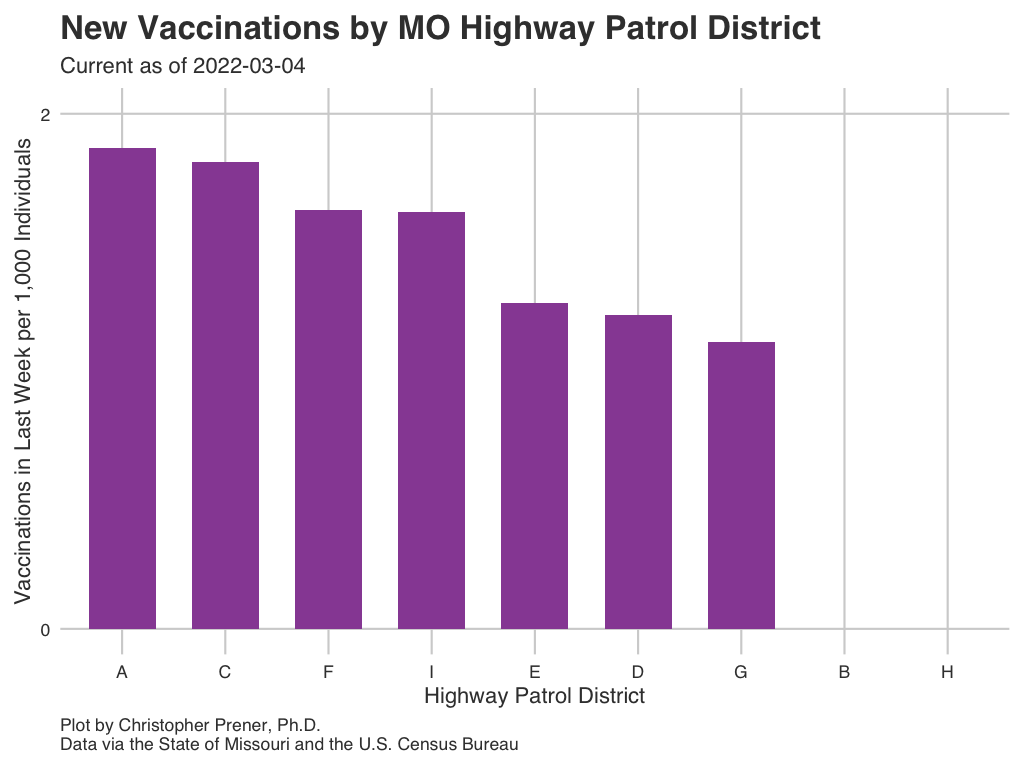 New Vaccinations by MO Highway Patrol District
Current as of 2022-03-04
Vaccinations in Last Week per 1,000 Individuals
2
0
A C F I E D G B H
Highway Patrol District
Plot by Christopher Prener, Ph.D.
Data via the State of Missouri and the U.S. Census Bureau